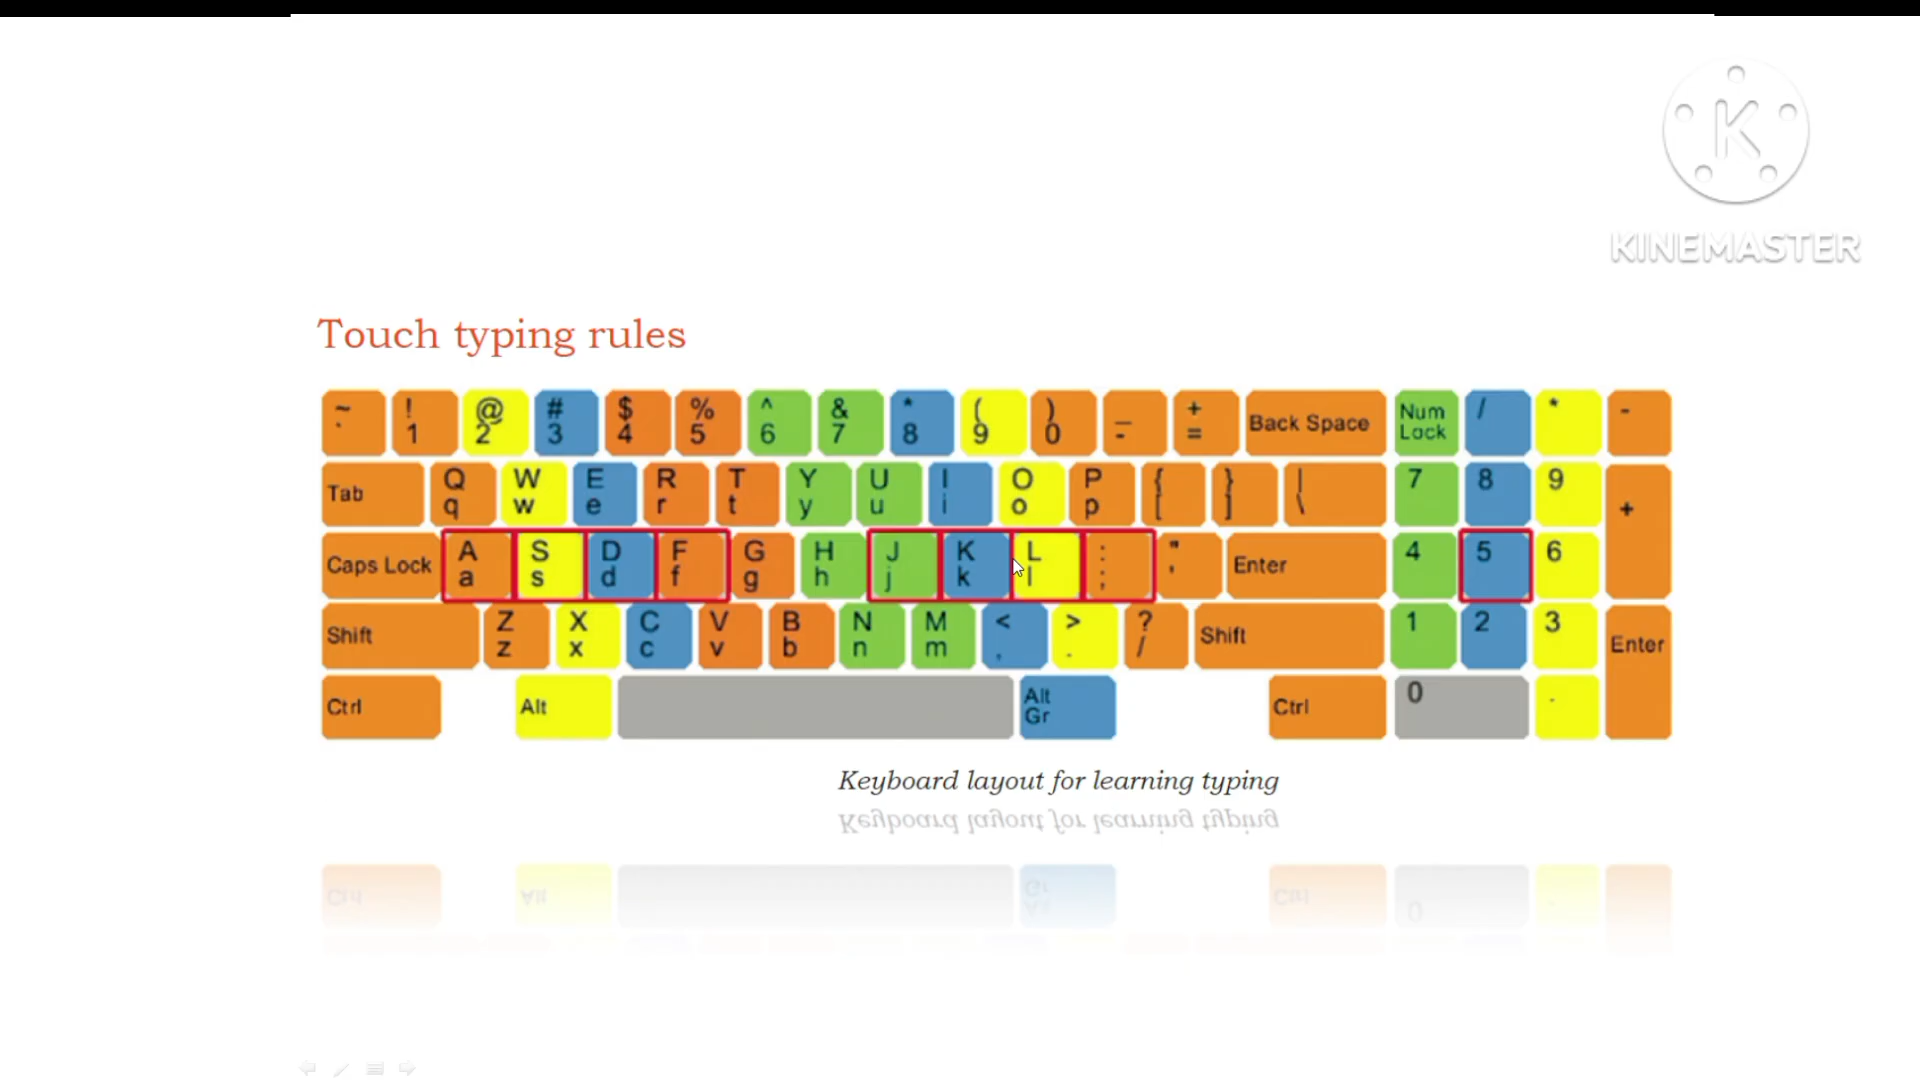 K
KINEMASTER
Touch typing rules
~ ! @ # $ % ^ & * ( ) _ + Back Space Num Lock / * -
` 1 2 3 4 5 6 7 8 9 0 - =
Tab Q W E R T Y U I O P { } | 7 8 9 +
q w e r t y u i o p [ ] \
Caps Lock A S D F G H J K L : " Enter 4 5 6
a s d f g h j k l ; '
Shift Z X C V B N M < > ? Shift 1 2 3 Enter
z x c v b n m , . /
Ctrl Alt Alt Gr Ctrl 0 .
Keyboard layout for learning typing